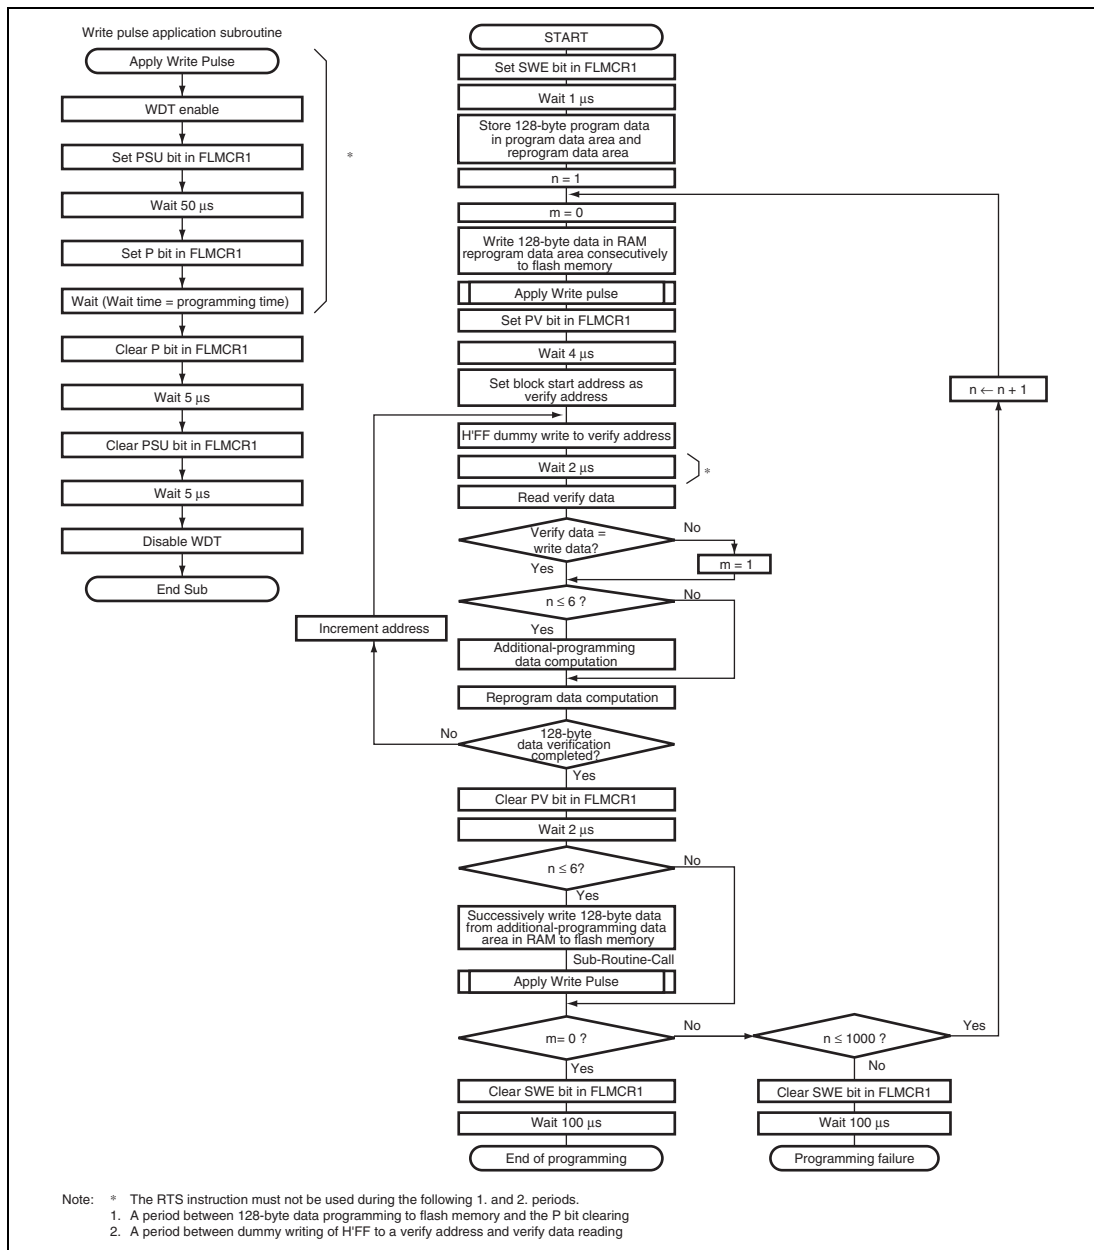 Write pulse application subroutine
Apply Write Pulse
WDT enable
Set PSU bit in FLMCR1
*
Wait 50 μs
Set P bit in FLMCR1
Wait (Wait time = programming time)
Clear P bit in FLMCR1
Wait 5 μs
Clear PSU bit in FLMCR1
Wait 5 μs
Disable WDT
End Sub
START
Set SWE bit in FLMCR1
Wait 1 μs
Store 128-byte program data
in program data area and
reprogram data area
n = 1
m = 0
Write 128-byte data in RAM
reprogram data area consecutively
to flash memory
Apply Write pulse
Set PV bit in FLMCR1
Wait 4 μs
Set block start address as
verify address
n ← n + 1
H'FF dummy write to verify address
Wait 2 μs
*
Read verify data
Verify data =
write data?
No
m = 1
Yes
n ≤ 6 ?
No
Yes
Increment address
Additional-programming
data computation
Reprogram data computation
128-byte
data verification
completed?
No
Yes
Clear PV bit in FLMCR1
Wait 2 μs
n ≤ 6?
No
Yes
Successively write 128-byte data
from additional-programming data
area in RAM to flash memory
Sub-Routine-Call
Apply Write Pulse
m= 0 ?
No
n ≤ 1000 ?
Yes
Yes
No
Clear SWE bit in FLMCR1
Clear SWE bit in FLMCR1
Wait 100 μs
Wait 100 μs
End of programming
Programming failure
Note: * The RTS instruction must not be used during the following 1. and 2. periods.
1. A period between 128-byte data programming to flash memory and the P bit clearing
2. A period between dummy writing of H'FF to a verify address and verify data reading